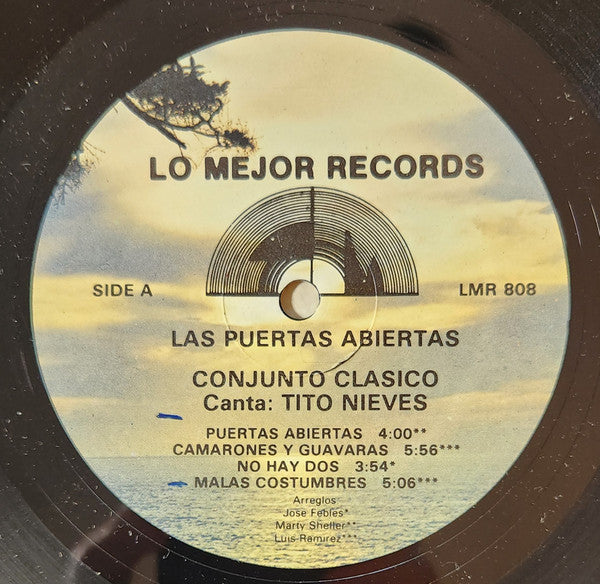 LO MEJOR RECORDS
SIDE A
LMR 808
LAS PUERTAS ABIERTAS
CONJUNTO CLASICO
Canta: TITO NIEVES
PUERTAS ABIERTAS 4:00**
CAMARONES Y GUAVARAS 5:56***
NO HAY DOS 3:54*
MALAS COSTUMBRES 5:06***
Arreglos
Jose Febles*
Marty Sheller**
Luis Ramirez***